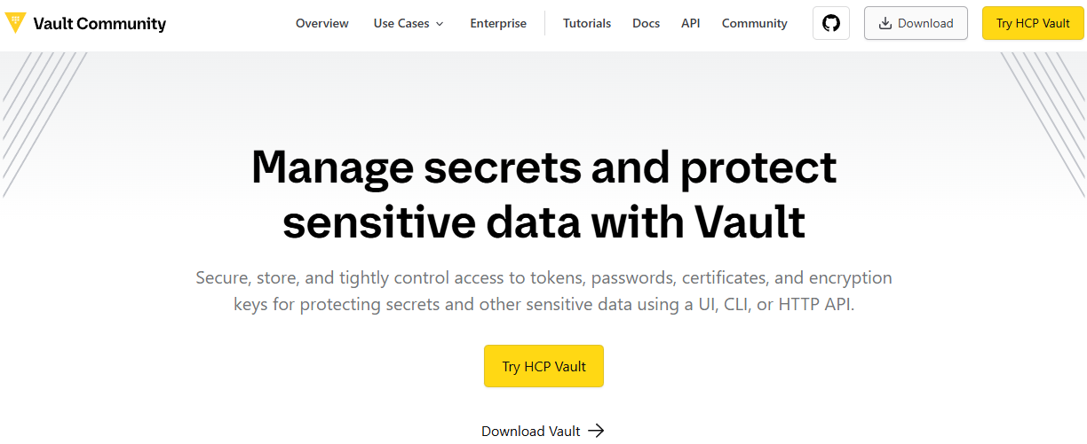 Vault Community Overview Use Cases Enterprise Tutorials Docs API Community Download Try HCP Vault
Manage secrets and protect
sensitive data with Vault
Secure, store, and tightly control access to tokens, passwords, certificates, and encryption
keys for protecting secrets and other sensitive data using a UI, CLI, or HTTP API.
Try HCP Vault
Download Vault